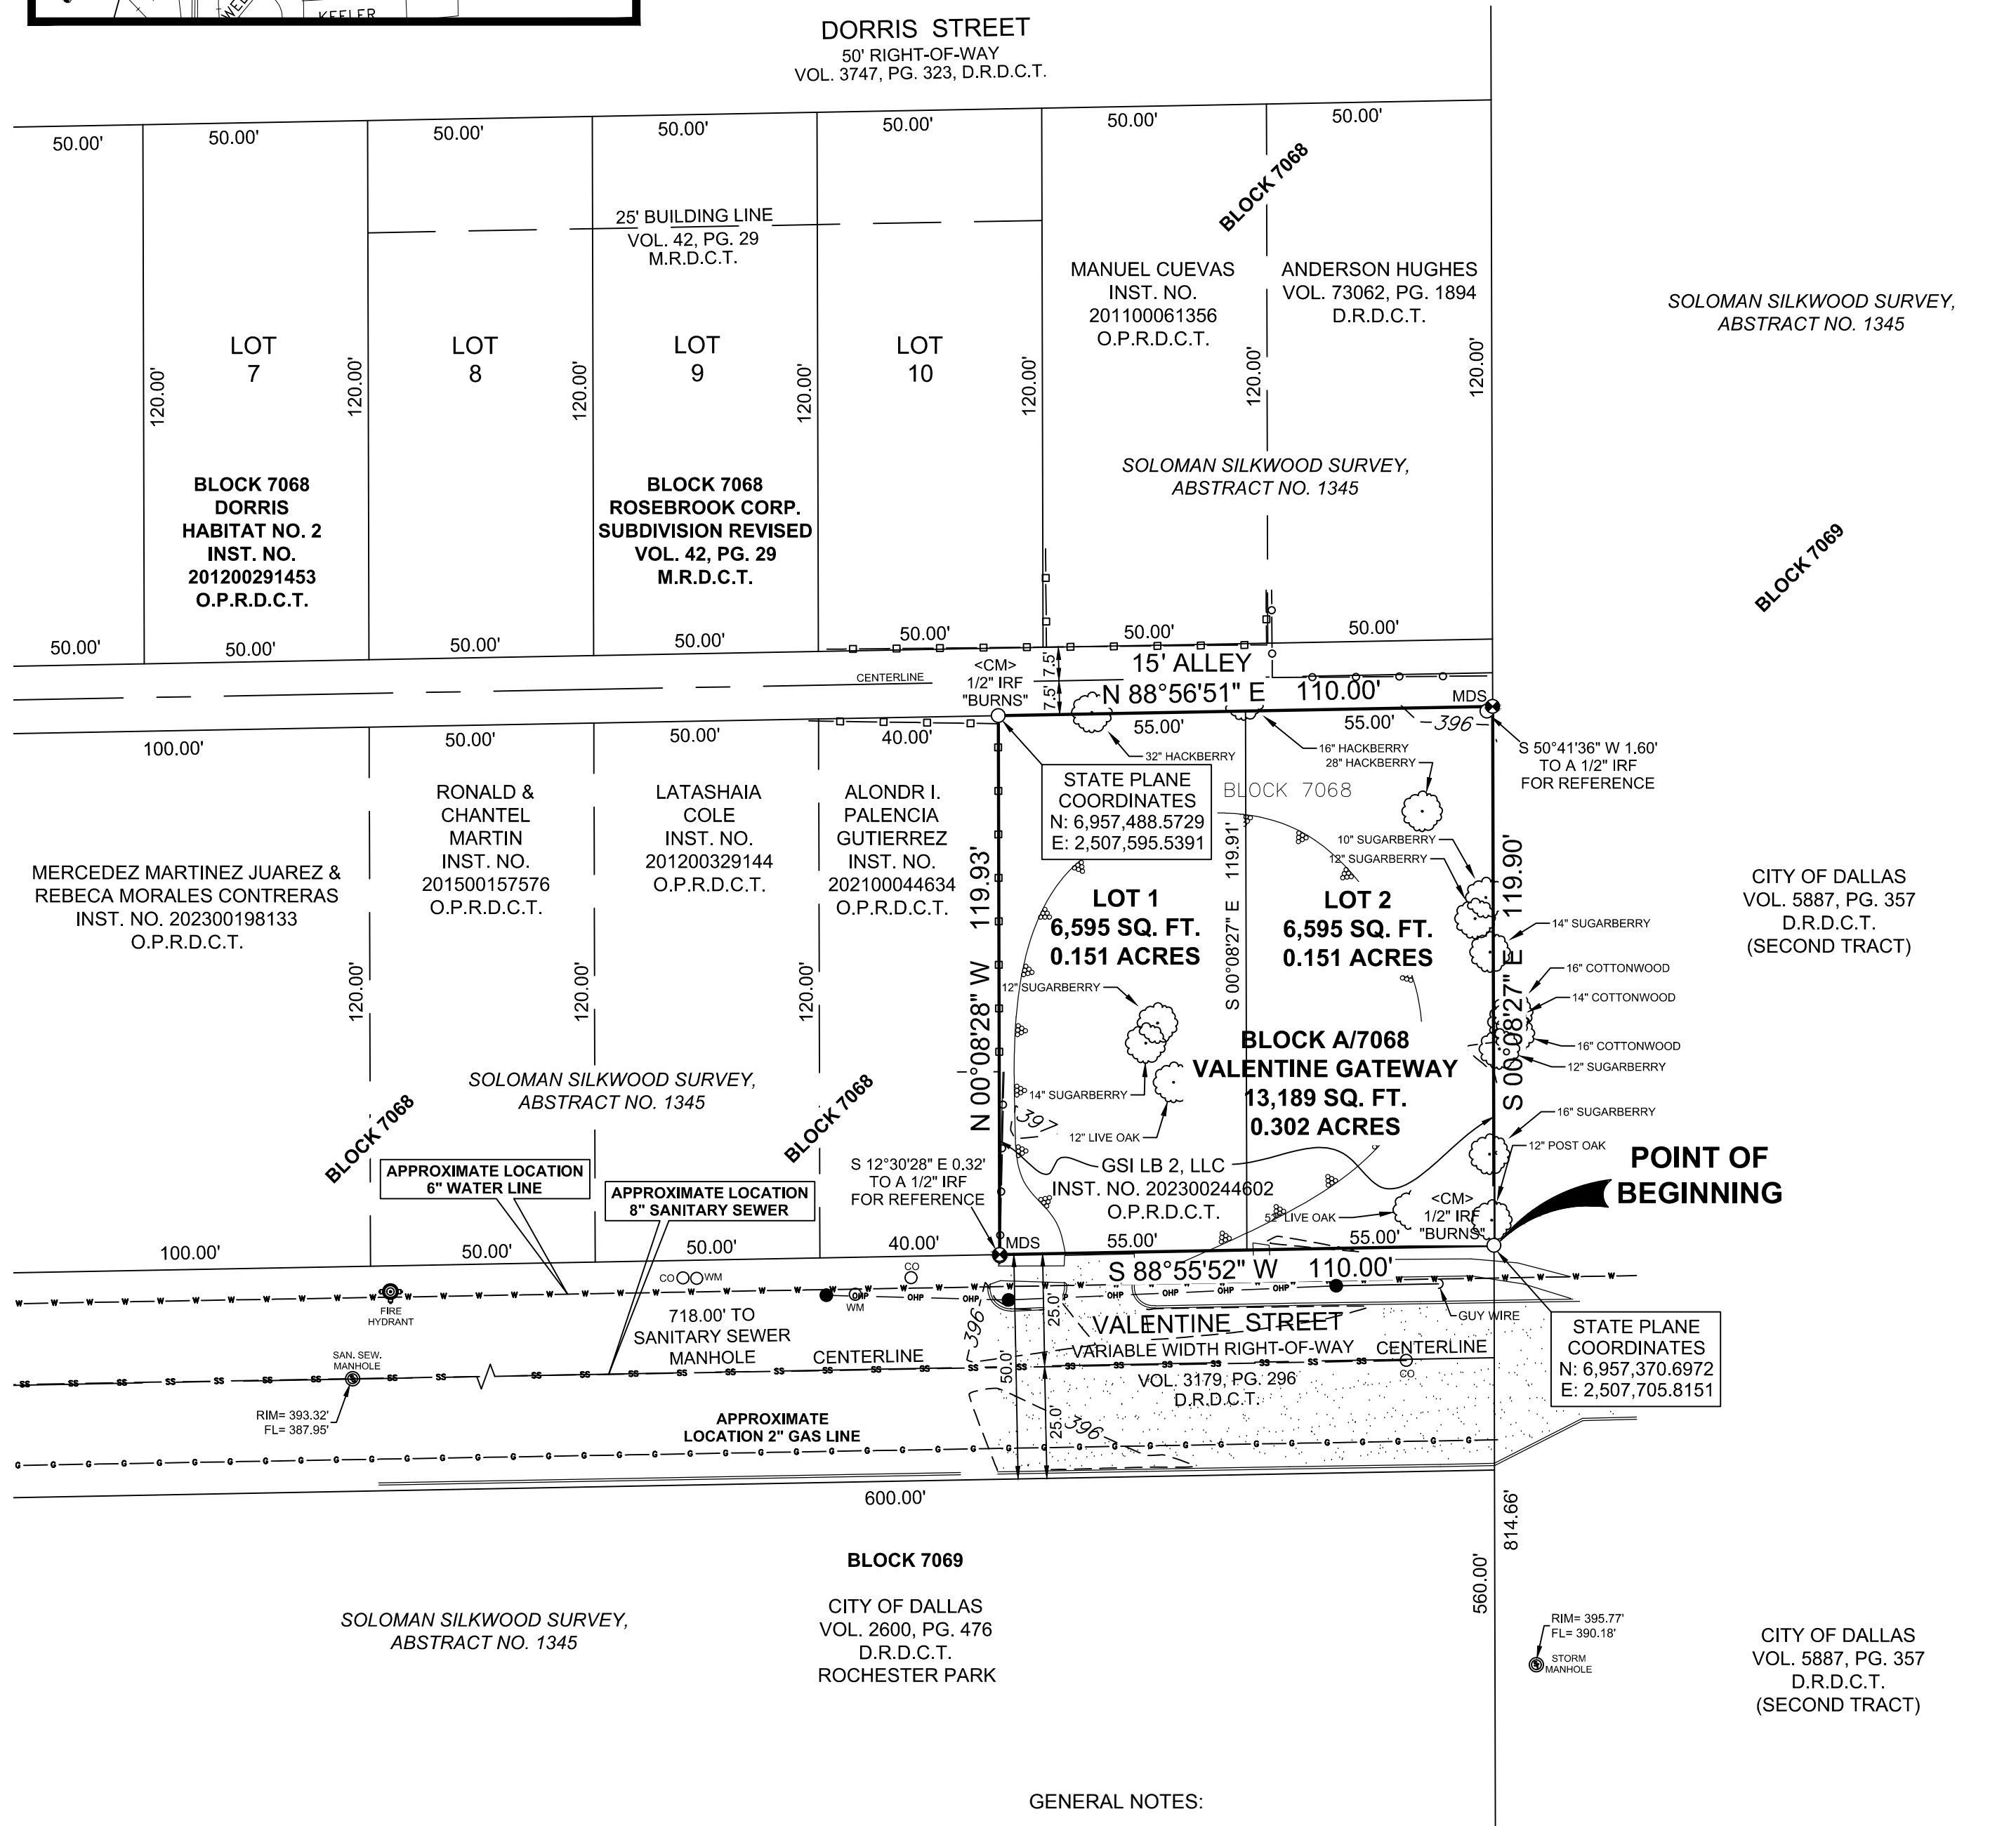 KEELER
DORRIS STREET
50' RIGHT-OF-WAY
VOL. 3747, PG. 323, D.R.D.C.T.
50.00'
50.00'
50.00'
50.00'
50.00'
50.00'
50.00'
BLOCK 7068
25' BUILDING LINE
VOL. 42, PG. 29
M.R.D.C.T.
MANUEL CUEVAS
INST. NO.
201100061356
O.P.R.D.C.T.
ANDERSON HUGHES
VOL. 73062, PG. 1894
D.R.D.C.T.
SOLOMAN SILKWOOD SURVEY,
ABSTRACT NO. 1345
LOT
7
LOT
8
LOT
9
LOT
10
120.00'
120.00'
120.00'
120.00'
120.00'
120.00'
120.00'
SOLOMAN SILKWOOD SURVEY,
ABSTRACT NO. 1345
BLOCK 7068
DORRIS
HABITAT NO. 2
INST. NO.
201200291453
O.P.R.D.C.T.
BLOCK 7068
ROSEBROOK CORP.
SUBDIVISION REVISED
VOL. 42, PG. 29
M.R.D.C.T.
BLOCK 7069
50.00'
50.00'
50.00'
50.00'
50.00'
50.00'
50.00'
CENTERLINE
<CM>
1/2" IRF
"BURNS"
7.5'
7.5'
15' ALLEY
N 88°56'51" E 110.00'
MDS
55.00'
55.00'
396
S 50°41'36" W 1.60'
TO A 1/2" IRF
FOR REFERENCE
32" HACKBERRY
16" HACKBERRY
28" HACKBERRY
100.00'
50.00'
50.00'
40.00'
STATE PLANE
COORDINATES
N: 6,957,488.5729
E: 2,507,595.5391
BLOCK 7068
MERCEDEZ MARTINEZ JUAREZ &
REBECA MORALES CONTRERAS
INST. NO. 202300198133
O.P.R.D.C.T.
RONALD &
CHANTEL
MARTIN
INST. NO.
201500157576
O.P.R.D.C.T.
LATASHAIA
COLE
INST. NO.
201200329144
O.P.R.D.C.T.
ALONDR I.
PALENCIA
GUTIERREZ
INST. NO.
202100044634
O.P.R.D.C.T.
N 00°08'28" W 119.93'
LOT 1
6,595 SQ. FT.
0.151 ACRES
S 00°08'27" E 119.91'
LOT 2
6,595 SQ. FT.
0.151 ACRES
S 00°08'27" E 119.90'
10" SUGARBERRY
12" SUGARBERRY
14" SUGARBERRY
16" COTTONWOOD
14" COTTONWOOD
16" COTTONWOOD
12" SUGARBERRY
16" SUGARBERRY
12" POST OAK
CITY OF DALLAS
VOL. 5887, PG. 357
D.R.D.C.T.
(SECOND TRACT)
12" SUGARBERRY
14" SUGARBERRY
12" LIVE OAK
397
BLOCK A/7068
VALENTINE GATEWAY
13,189 SQ. FT.
0.302 ACRES
120.00'
120.00'
120.00'
SOLOMAN SILKWOOD SURVEY,
ABSTRACT NO. 1345
BLOCK 7068
BLOCK 7068
GSI LB 2, LLC
INST. NO. 202300244602
O.P.R.D.C.T.
52" LIVE OAK
<CM>
1/2" IRF
"BURNS"
POINT OF
BEGINNING
APPROXIMATE LOCATION
6" WATER LINE
APPROXIMATE LOCATION
8" SANITARY SEWER
S 12°30'28" E 0.32'
TO A 1/2" IRF
FOR REFERENCE
100.00'
50.00'
50.00'
40.00'
MDS
55.00'
55.00'
S 88°55'52" W 110.00'
CO
WM
CO
WM
OHP
OHP
OHP
OHP
OHP
OHP
FIRE
HYDRANT
718.00' TO
SANITARY SEWER
MANHOLE
CENTERLINE
396
25.0'
50.0'
25.0'
VALENTINE STREET
VARIABLE WIDTH RIGHT-OF-WAY
VOL. 3179, PG. 296
D.R.D.C.T.
CENTERLINE
CO
GUY WIRE
STATE PLANE
COORDINATES
N: 6,957,370.6972
E: 2,507,705.8151
SAN. SEW.
MANHOLE
RIM= 393.32'
FL= 387.95'
396
APPROXIMATE
LOCATION 2" GAS LINE
600.00'
814.66'
560.00'
BLOCK 7069
CITY OF DALLAS
VOL. 2600, PG. 476
D.R.D.C.T.
ROCHESTER PARK
SOLOMAN SILKWOOD SURVEY,
ABSTRACT NO. 1345
RIM= 395.77'
FL= 390.18'
STORM
MANHOLE
CITY OF DALLAS
VOL. 5887, PG. 357
D.R.D.C.T.
(SECOND TRACT)
GENERAL NOTES: